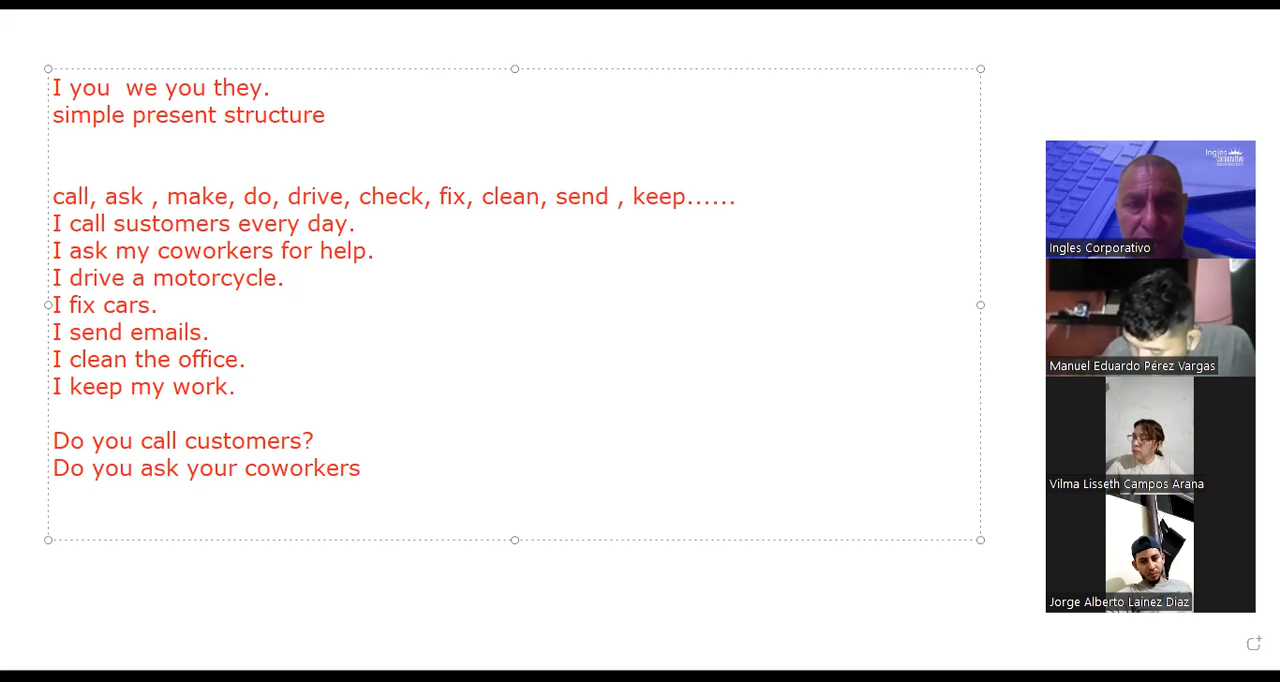 I you  we you they.
simple present structure
call, ask , make, do, drive, check, fix, clean, send , keep......
I call sustomers every day.
I ask my coworkers for help.
I drive a motorcycle.
I fix cars.
I send emails.
I clean the office.
I keep my work.
Do you call customers?
Do you ask your coworkers
Inglés
Corporativo
Ingles Corporativo
Manuel Eduardo Pérez Vargas
Vilma Lisseth Campos Arana
Jorge Alberto Lainez Diaz